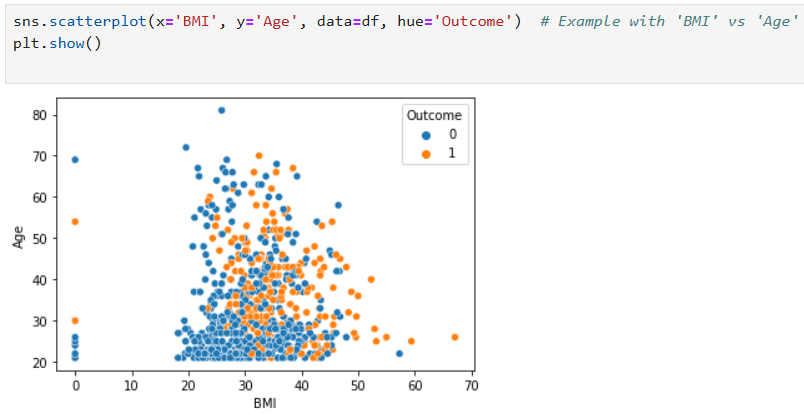 sns.scatterplot(x='BMI', y='Age', data=df, hue='Outcome')  # Example with 'BMI' vs 'Age'
plt.show()
Outcome
0
1
80
70
60
50
40
30
20
Age
0 10 20 30 40 50 60 70
BMI